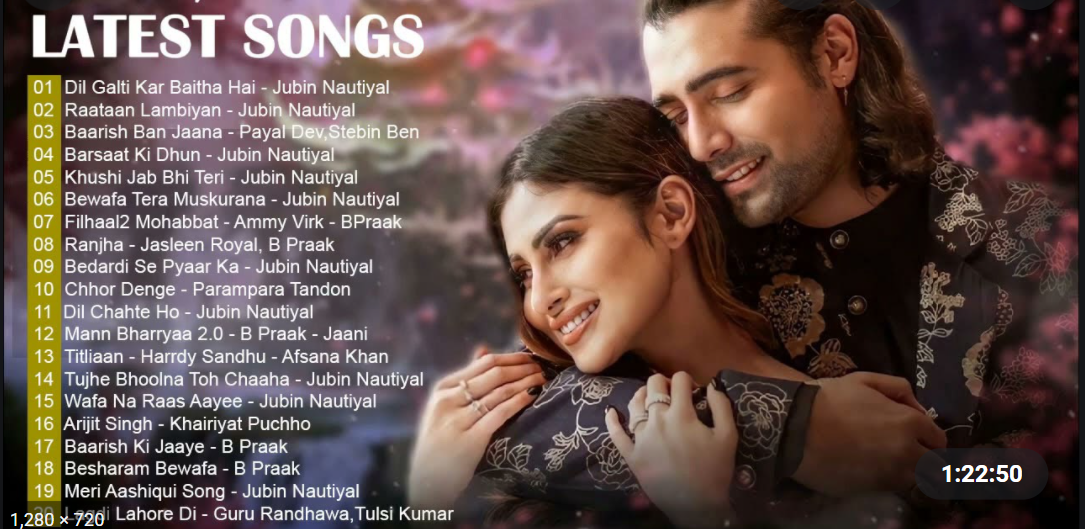 LATEST SONGS
01 Dil Galti Kar Baitha Hai - Jubin Nautiyal
02 Raataan Lambiyan - Jubin Nautiyal
03 Baarish Ban Jaana - Payal Dev,Stebin Ben
04 Barsaat Ki Dhun - Jubin Nautiyal
05 Khushi Jab Bhi Teri - Jubin Nautiyal
06 Bewafa Tera Muskurana - Jubin Nautiyal
07 Filhaal2 Mohabbat - Ammy Virk - BPraak
08 Ranjha - Jasleen Royal, B Praak
09 Bedardi Se Pyaar Ka - Jubin Nautiyal
10 Chhor Denge - Parampara Tandon
11 Dil Chahte Ho - Jubin Nautiyal
12 Mann Bharryaa 2.0 - B Praak - Jaani
13 Titliaan - Harrdy Sandhu - Afsana Khan
14 Tujhe Bhoolna Toh Chaaha - Jubin Nautiyal
15 Wafa Na Raas Aayee - Jubin Nautiyal
16 Arijit Singh - Khairiyat Puchho
17 Baarish Ki Jaaye - B Praak
18 Besharam Bewafa - B Praak
19 Meri Aashiqui Song - Jubin Nautiyal
Lahore Di - Guru Randhawa,Tulsi Kumar
1:22:50
1,280 × 720